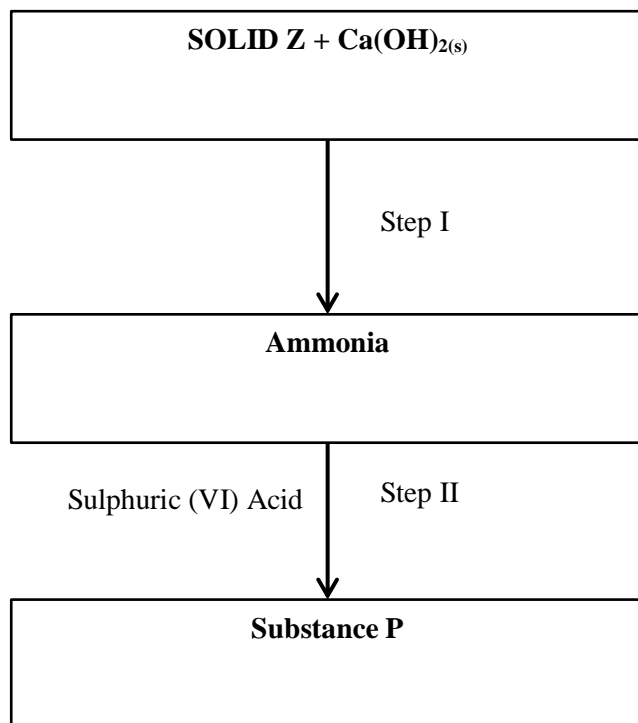 SOLID Z + Ca(OH)₂₍ₛ₎
Step I
Ammonia
Sulphuric (VI) Acid Step II
Substance P